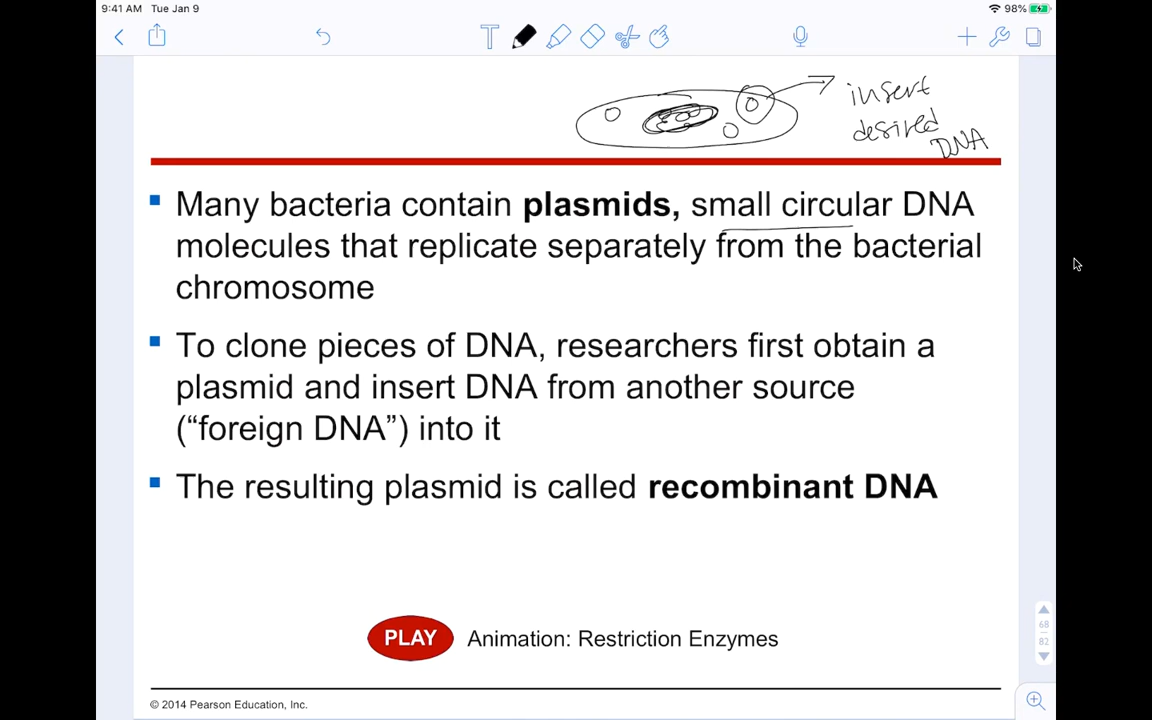 9:41 AM Tue Jan 9 98%
T
insert
desired
DNA
Many bacteria contain plasmids, small circular DNA
molecules that replicate separately from the bacterial
chromosome
To clone pieces of DNA, researchers first obtain a
plasmid and insert DNA from another source
(“foreign DNA”) into it
The resulting plasmid is called recombinant DNA
PLAY Animation: Restriction Enzymes
68
82
© 2014 Pearson Education, Inc.